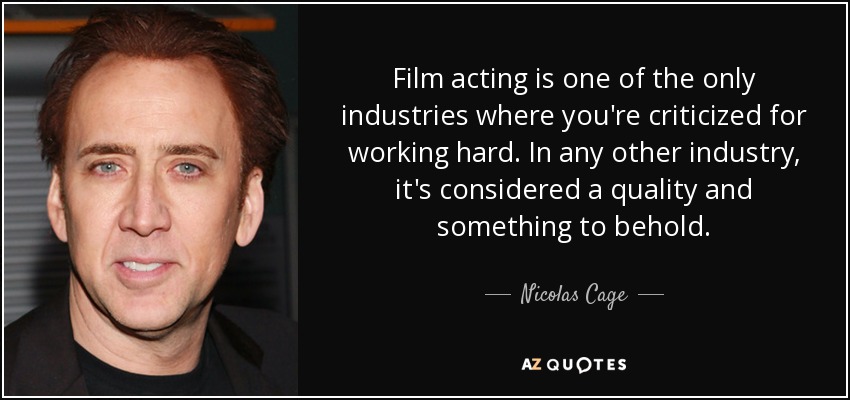 Film acting is one of the only
industries where you're criticized for
working hard. In any other industry,
it's considered a quality and
something to behold.
Nicolas Cage
AZ QUOTES